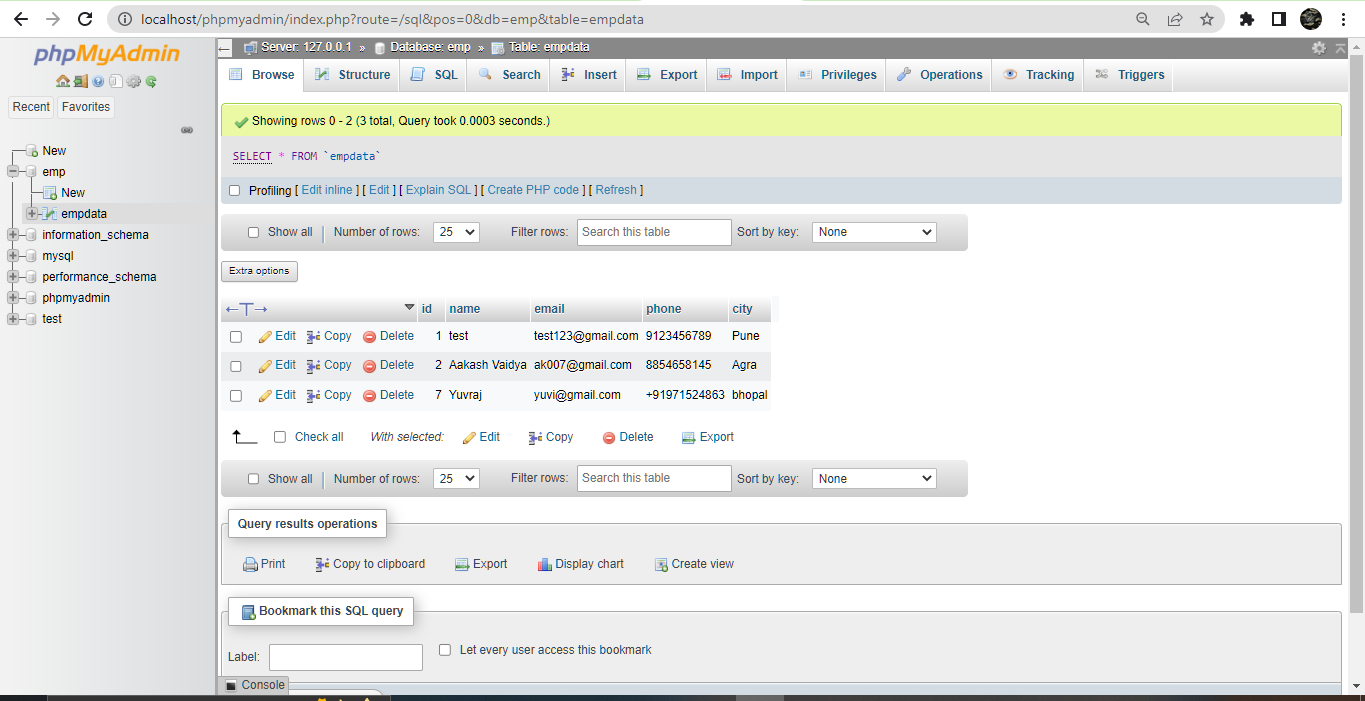 localhost/phpmyadmin/index.php?route=/sql&pos=0&db=emp&table=empdata
phpMyAdmin
Recent Favorites
New
emp
New
empdata
information_schema
mysql
performance_schema
phpmyadmin
test
Server: 127.0.0.1 » Database: emp » Table: empdata
Browse Structure SQL Search Insert Export Import Privileges Operations Tracking Triggers
Showing rows 0 - 2 (3 total, Query took 0.0003 seconds.)
SELECT * FROM `empdata`
Profiling [ Edit inline ] [ Edit ] [ Explain SQL ] [ Create PHP code ] [ Refresh ]
Show all Number of rows: 25 Filter rows: Search this table Sort by key: None
Extra options
←T→ id name email phone city
Edit Copy Delete 1 test test123@gmail.com 9123456789 Pune
Edit Copy Delete 2 Aakash Vaidya ak007@gmail.com 8854658145 Agra
Edit Copy Delete 7 Yuvraj yuvi@gmail.com +91971524863 bhopal
Check all With selected: Edit Copy Delete Export
Show all Number of rows: 25 Filter rows: Search this table Sort by key: None
Query results operations
Print Copy to clipboard Export Display chart Create view
Bookmark this SQL query
Label: Let every user access this bookmark
Console